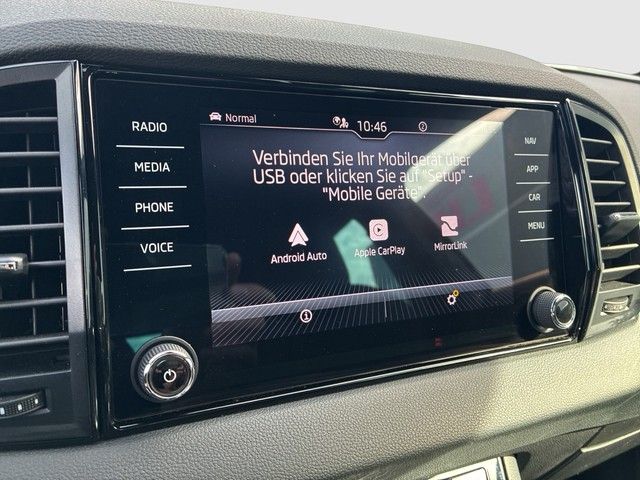 RADIO
MEDIA
PHONE
VOICE
Normal
10:46
Verbinden Sie Ihr Mobilgerät über
USB oder klicken Sie auf "Setup" -
"Mobile Geräte".
Android Auto
Apple CarPlay
MirrorLink
NAV
APP
CAR
MENU